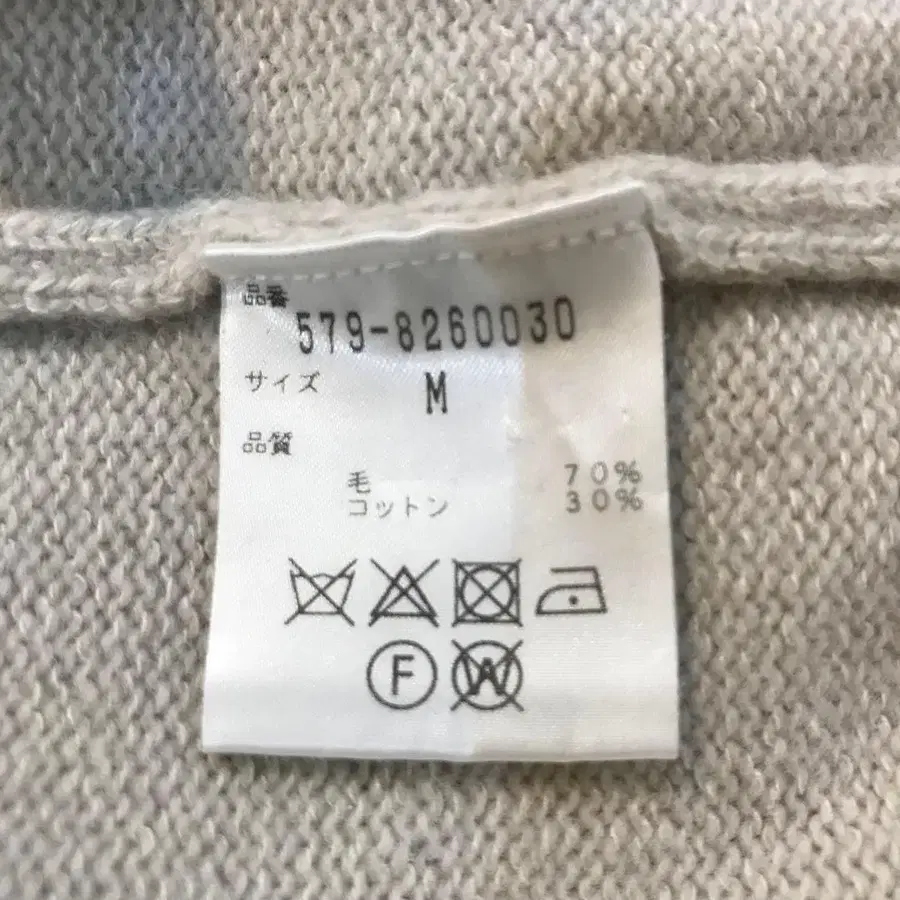 品番
579-8260030
サイズ M
品質
毛 70%
コットン 30%
F W